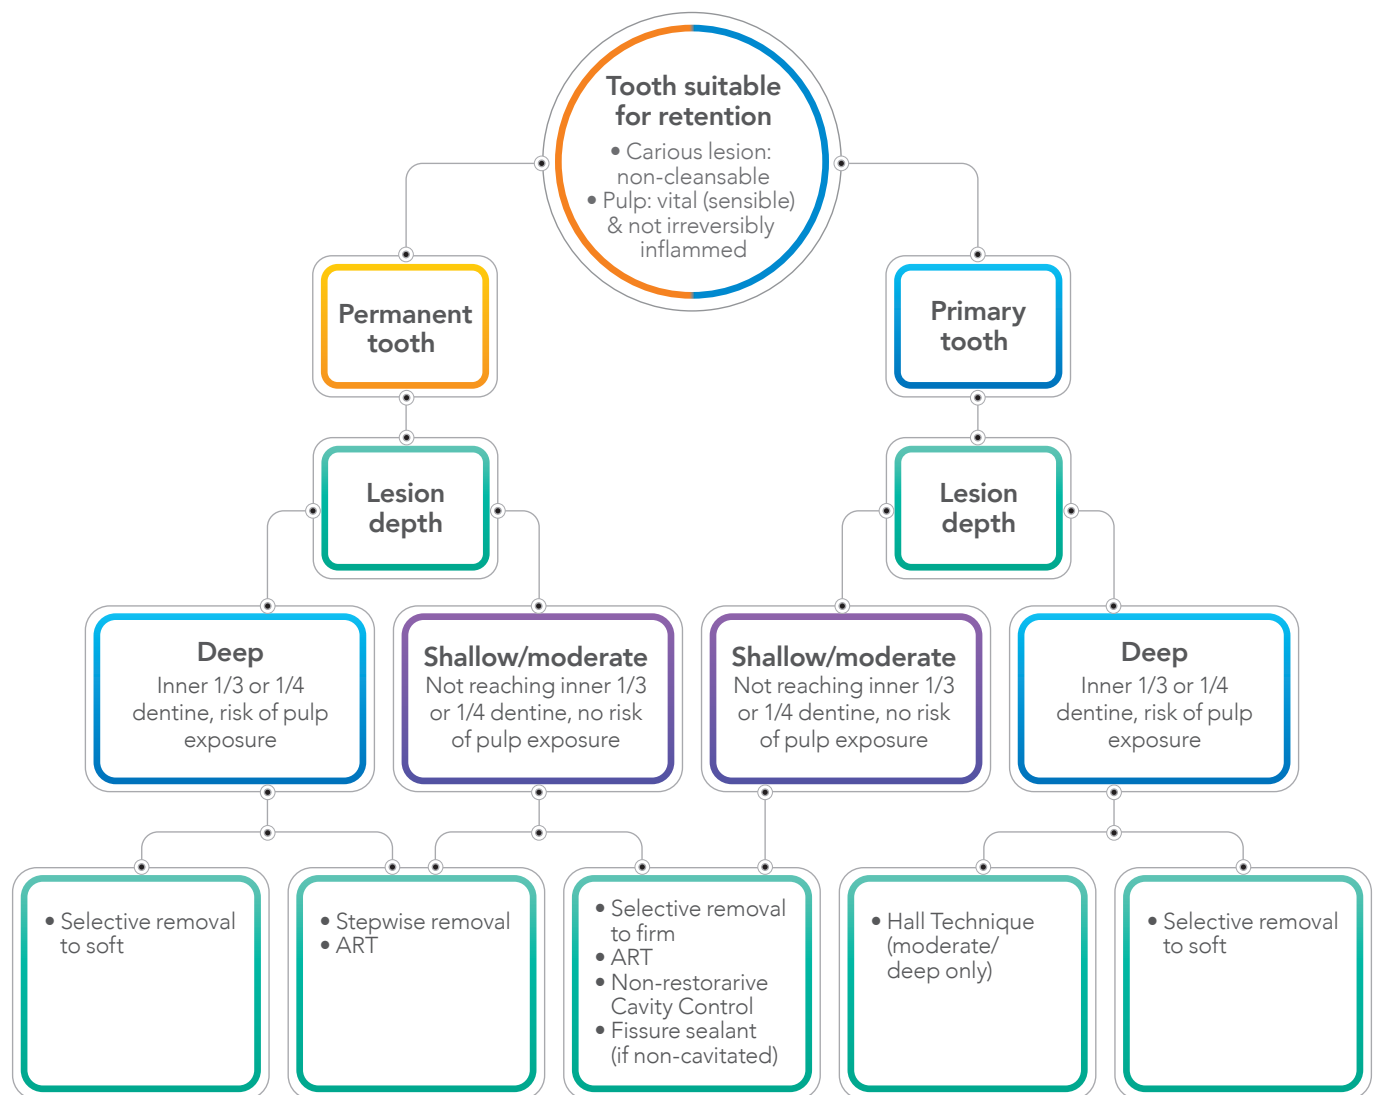 Tooth suitable
for retention
• Carious lesion:
non-cleansable
• Pulp: vital (sensible)
& not irreversibly
inflammed
Permanent
tooth
Primary
tooth
Lesion
depth
Lesion
depth
Deep
Inner 1/3 or 1/4
dentine, risk of pulp
exposure
Shallow/moderate
Not reaching inner 1/3
or 1/4 dentine, no risk
of pulp exposure
Shallow/moderate
Not reaching inner 1/3
or 1/4 dentine, no risk
of pulp exposure
Deep
Inner 1/3 or 1/4
dentine, risk of pulp
exposure
• Selective removal
to soft
• Stepwise removal
• ART
• Selective removal
to firm
• ART
• Non-restorarive
Cavity Control
• Fissure sealant
(if non-cavitated)
• Hall Technique
(moderate/
deep only)
• Selective removal
to soft